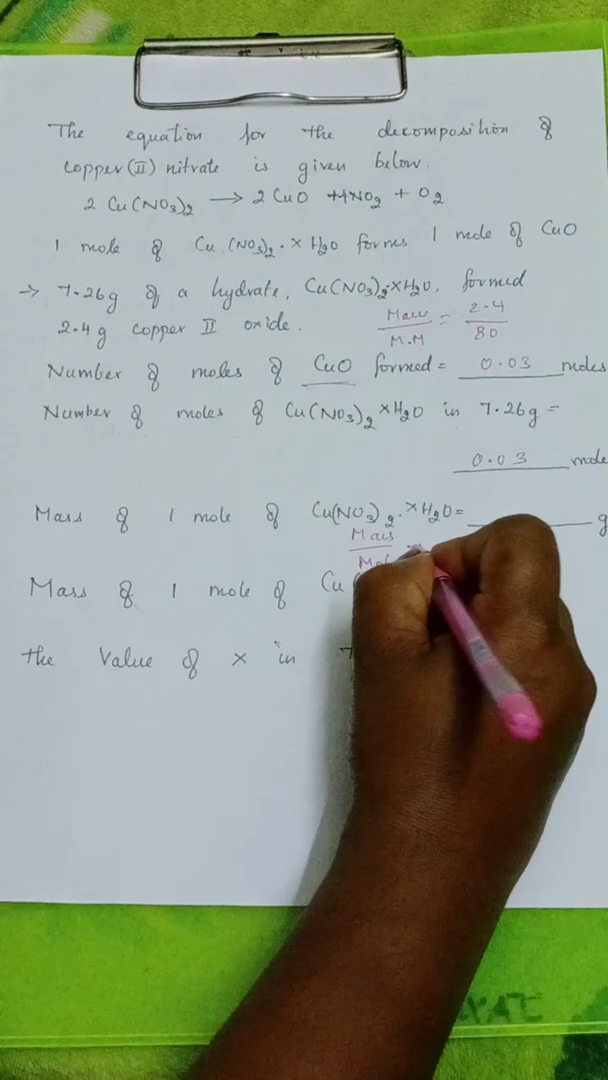 The equation for the decomposition of
copper (II) nitrate is given below.
2 Cu(NO3)2 → 2 CuO + 4NO2 + O2
1 mole of Cu (NO3)2 . x H2O forms 1 mole of CuO
→ 7.26g of a hydrate, Cu(NO3)2.xH2O, formed
2.4 g copper II oxide. Mass / M.M = 2.4 / 80
Number of moles of CuO formed = 0.03 moles
Number of moles of Cu(NO3)2 xH2O in 7.26g =
0.03 mole
Mass of 1 mole of Cu(NO3)2.xH2O = ______ g
Mass
Mass of 1 mole of Cu
the Value of x in